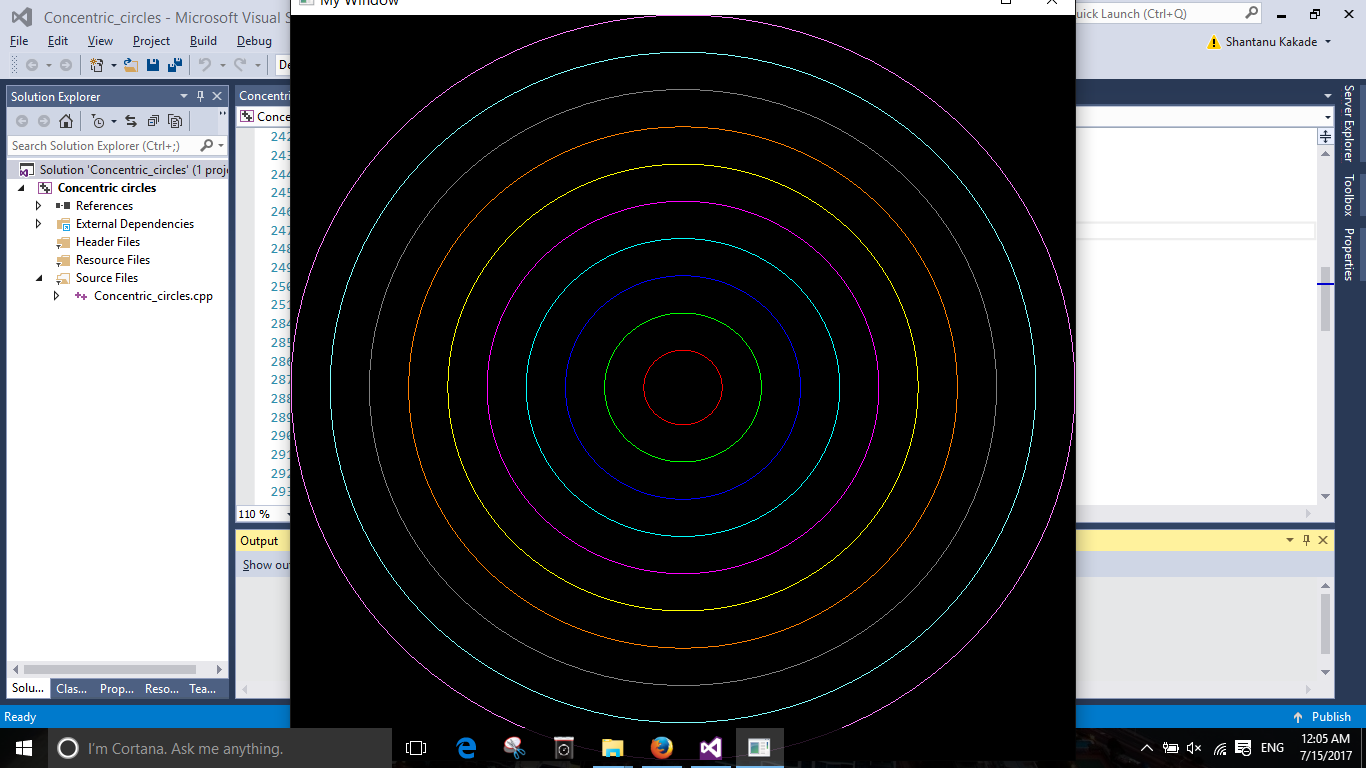 Concentric_circles - Microsoft Visual
My Window
Quick Launch (Ctrl+Q)
File Edit View Project Build Debug
Shantanu Kakade
De
Solution Explorer
Search Solution Explorer (Ctrl+;)
Solution 'Concentric_circles' (1 proj
Concentric circles
References
External Dependencies
Header Files
Resource Files
Source Files
Concentric_circles.cpp
Solu... Clas... Prop... Reso... Tea...
Concentri
Conce
242
243
244
245
246
247
248
249
250
251
284
285
286
287
288
289
290
291
292
293
110 %
Output
Show ou
Server Explorer
Toolbox
Properties
Ready
Publish
I'm Cortana. Ask me anything.
ENG
12:05 AM
7/15/2017